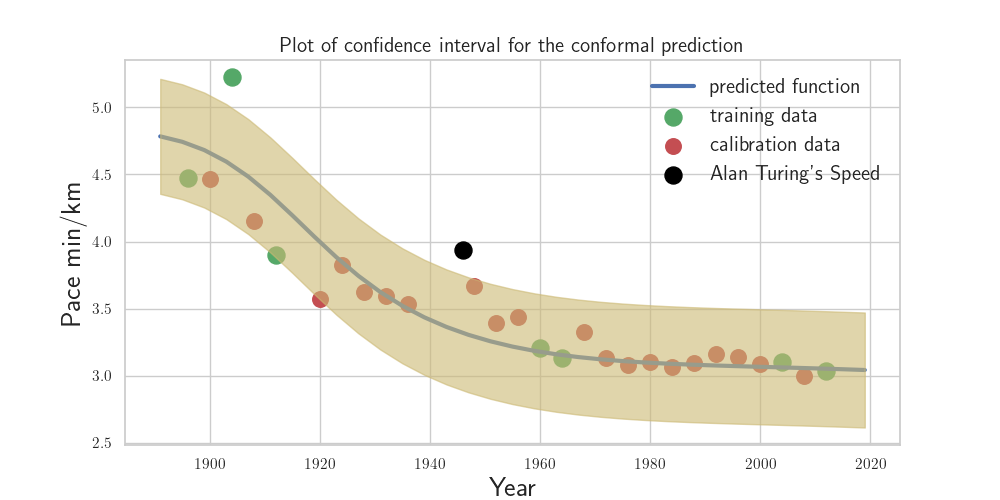 Plot of confidence interval for the conformal prediction
predicted function
training data
calibration data
Alan Turing's Speed
Pace min/km
5.0
4.5
4.0
3.5
3.0
2.5
1900 1920 1940 1960 1980 2000 2020
Year